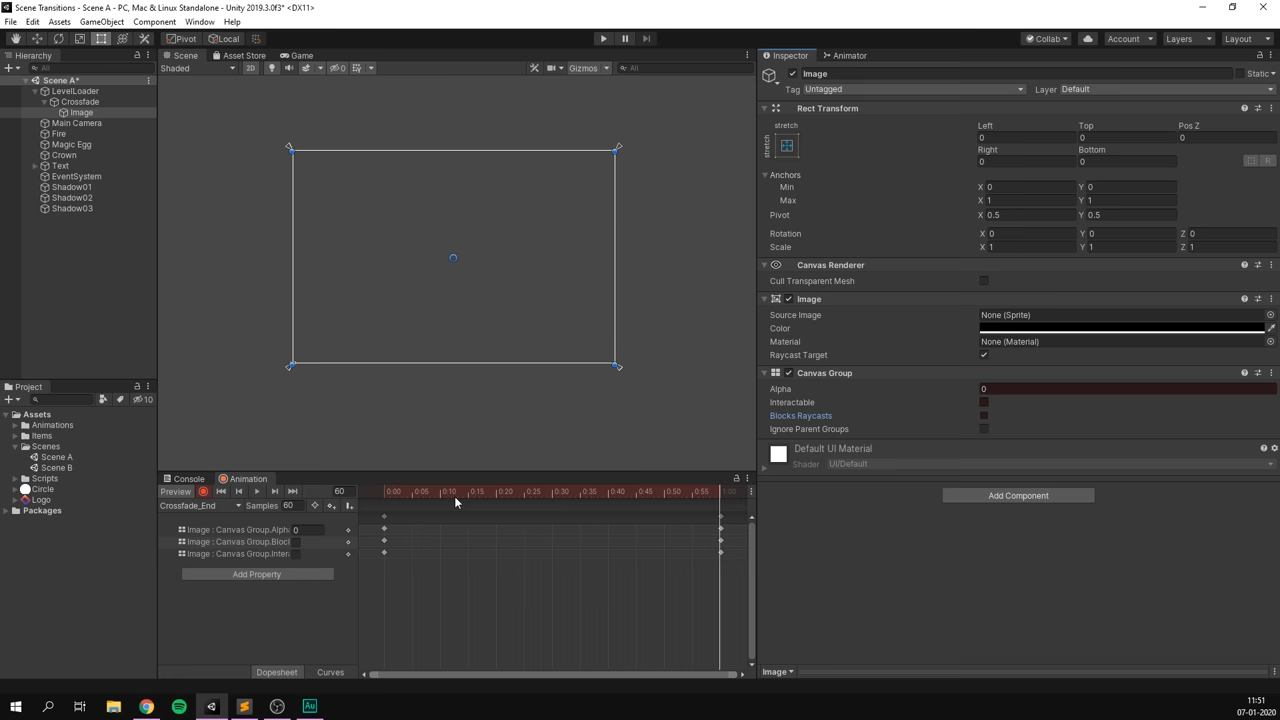 Scene Transitions - Scene A - PC, Mac & Linux Standalone - Unity 2019.3.0f3* <DX11>
File Edit Assets GameObject Component Window Help
Pivot Local Collab Account Layers Layout
Hierarchy
All
Scene A*
LevelLoader
Crossfade
Image
Main Camera
Fire
Magic Egg
Crown
Text
EventSystem
Shadow01
Shadow02
Shadow03
Project
10
Assets
Animations
Items
Scenes
Scene A
Scene B
Scripts
Circle
Logo
Packages
Scene Asset Store Game
Shaded 2D 0 Gizmos All
Console Animation
Preview 60 0:00 0:05 0:10 0:15 0:20 0:25 0:30 0:35 0:40 0:45 0:50 0:55 1:00
Crossfade_End Samples 60
Image : Canvas Group.Alph 0
Image : Canvas Group.Bloc
Image : Canvas Group.Inter
Add Property
Dopesheet Curves
Inspector Animator
Image Static
Tag Untagged Layer Default
Rect Transform
stretch Left Top Pos Z
stretch 0 0 0
Right Bottom
0 0 R
Anchors
Min X 0 Y 0
Max X 1 Y 1
Pivot X 0.5 Y 0.5
Rotation X 0 Y 0 Z 0
Scale X 1 Y 1 Z 1
Canvas Renderer
Cull Transparent Mesh
Image
Source Image None (Sprite)
Color
Material None (Material)
Raycast Target
Canvas Group
Alpha 0
Interactable
Blocks Raycasts
Ignore Parent Groups
Default UI Material
Shader UI/Default
Add Component
Image
Au
11:51
07-01-2020